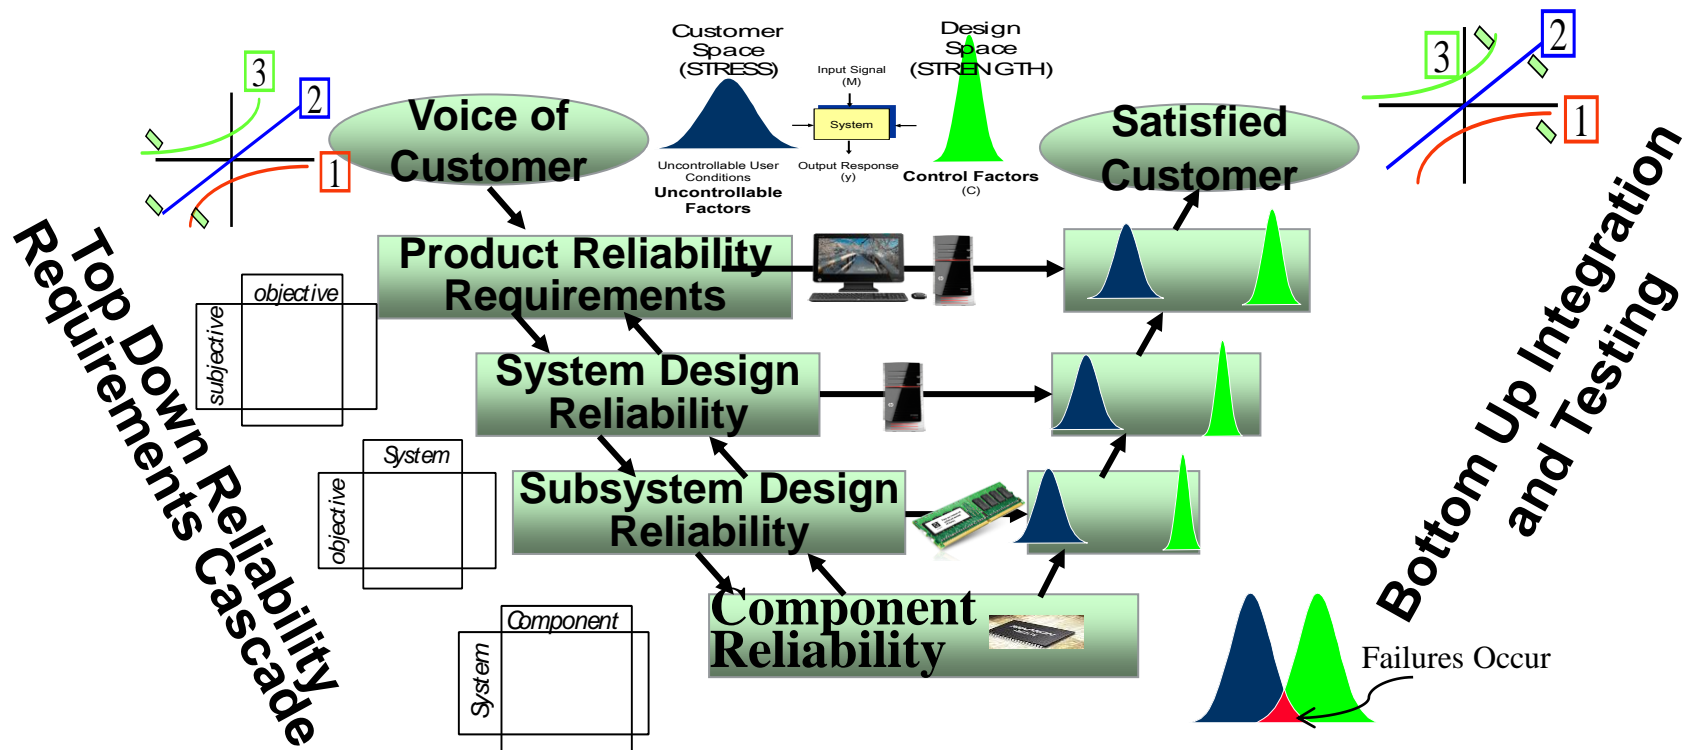 Customer
Space
(STRESS)
Design
Space
(STRENGTH)
Input Signal
(M)
System
Output Response
(y)
Uncontrollable User
Conditions
Uncontrollable
Factors
Control Factors
(C)
3
2
1
3
2
1
Voice of
Customer
Satisfied
Customer
Product Reliability
Requirements
System Design
Reliability
Subsystem Design
Reliability
Component
Reliability
Top Down Reliability
Requirements Cascade
objective
subjective
System
objective
Component
System
Bottom Up Integration
and Testing
Failures Occur